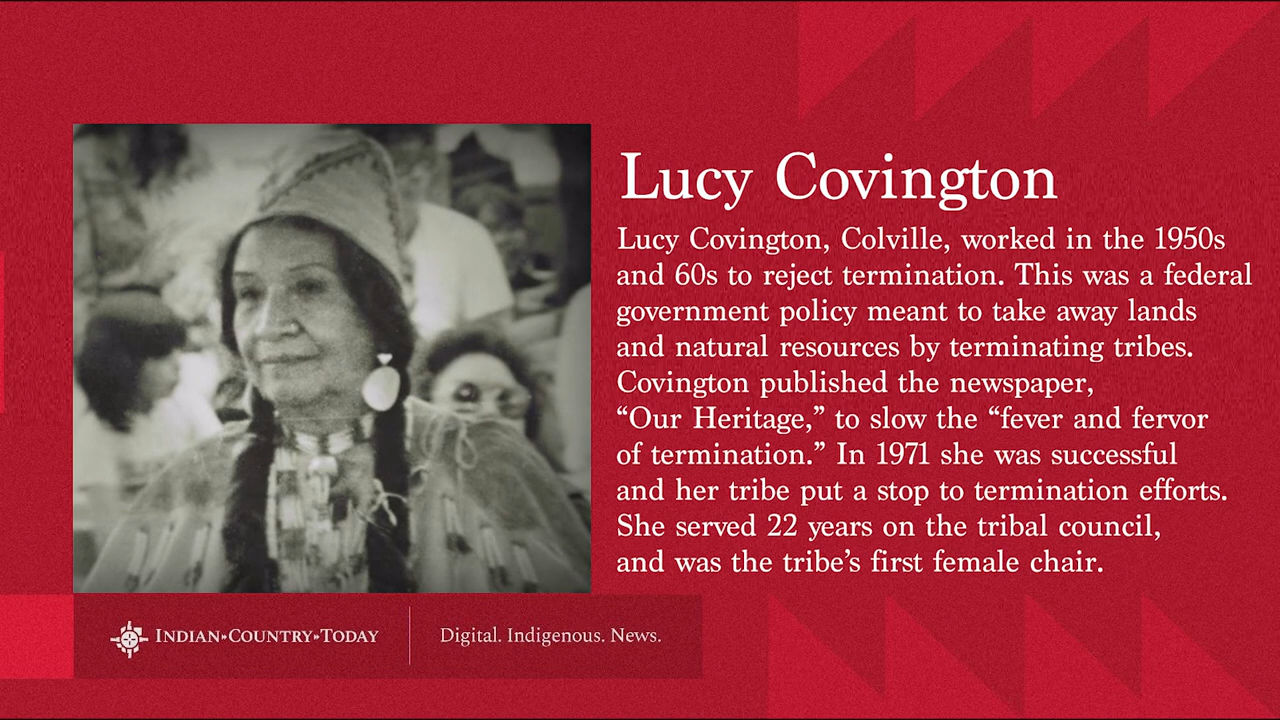 Lucy Covington
Lucy Covington, Colville, worked in the 1950s
and 60s to reject termination. This was a federal
government policy meant to take away lands
and natural resources by terminating tribes.
Covington published the newspaper,
“Our Heritage,” to slow the “fever and fervor
of termination.” In 1971 she was successful
and her tribe put a stop to termination efforts.
She served 22 years on the tribal council,
and was the tribe’s first female chair.
INDIAN»COUNTRY»TODAY
Digital. Indigenous. News.